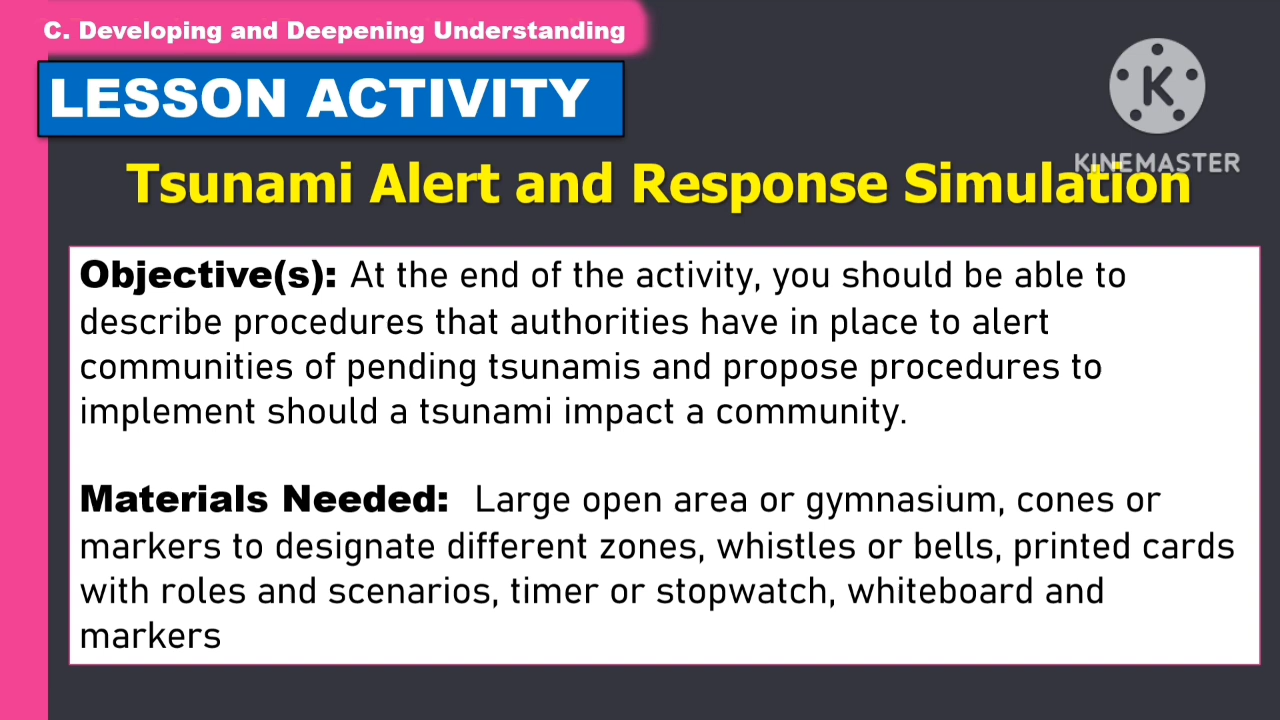 C. Developing and Deepening Understanding
LESSON ACTIVITY
K
KINEMASTER
Tsunami Alert and Response Simulation
Objective(s): At the end of the activity, you should be able to
describe procedures that authorities have in place to alert
communities of pending tsunamis and propose procedures to
implement should a tsunami impact a community.
Materials Needed: Large open area or gymnasium, cones or
markers to designate different zones, whistles or bells, printed cards
with roles and scenarios, timer or stopwatch, whiteboard and
markers